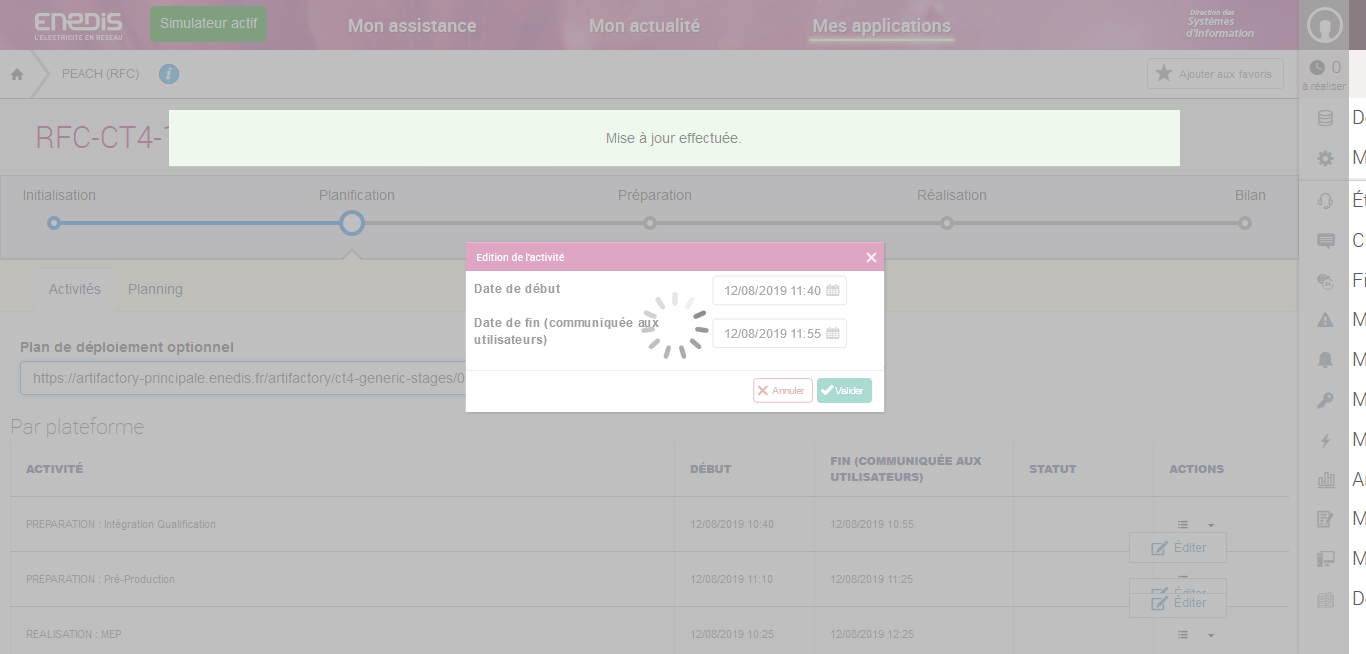 Enedis
L'ELECTRICITE EN RESEAU
Simulateur actif
Mon assistance
Mon actualité
Mes applications
Direction des
Systèmes
d'Information
PEACH (RFC)
i
Ajouter aux favoris
0
à réaliser
RFC-CT4-
Mise à jour effectuée.
Initialisation
Planification
Préparation
Réalisation
Bilan
Activités
Planning
Edition de l'activité
Date de début
12/08/2019 11:40
Date de fin (communiquée aux
utilisateurs)
12/08/2019 11:55
Annuler
Valider
Plan de déploiement optionnel
https://artifactory-principale.enedis.fr/artifactory/ct4-generic-stages/0
Par plateforme
ACTIVITÉ
DÉBUT
FIN (COMMUNIQUÉE AUX
UTILISATEURS)
STATUT
ACTIONS
PREPARATION : Intégration Qualification
12/08/2019 10:40
12/08/2019 10:55
Éditer
PREPARATION : Pré-Production
12/08/2019 11:10
12/08/2019 11:25
Éditer
Éditer
REALISATION : MEP
12/08/2019 10:25
12/08/2019 12:25